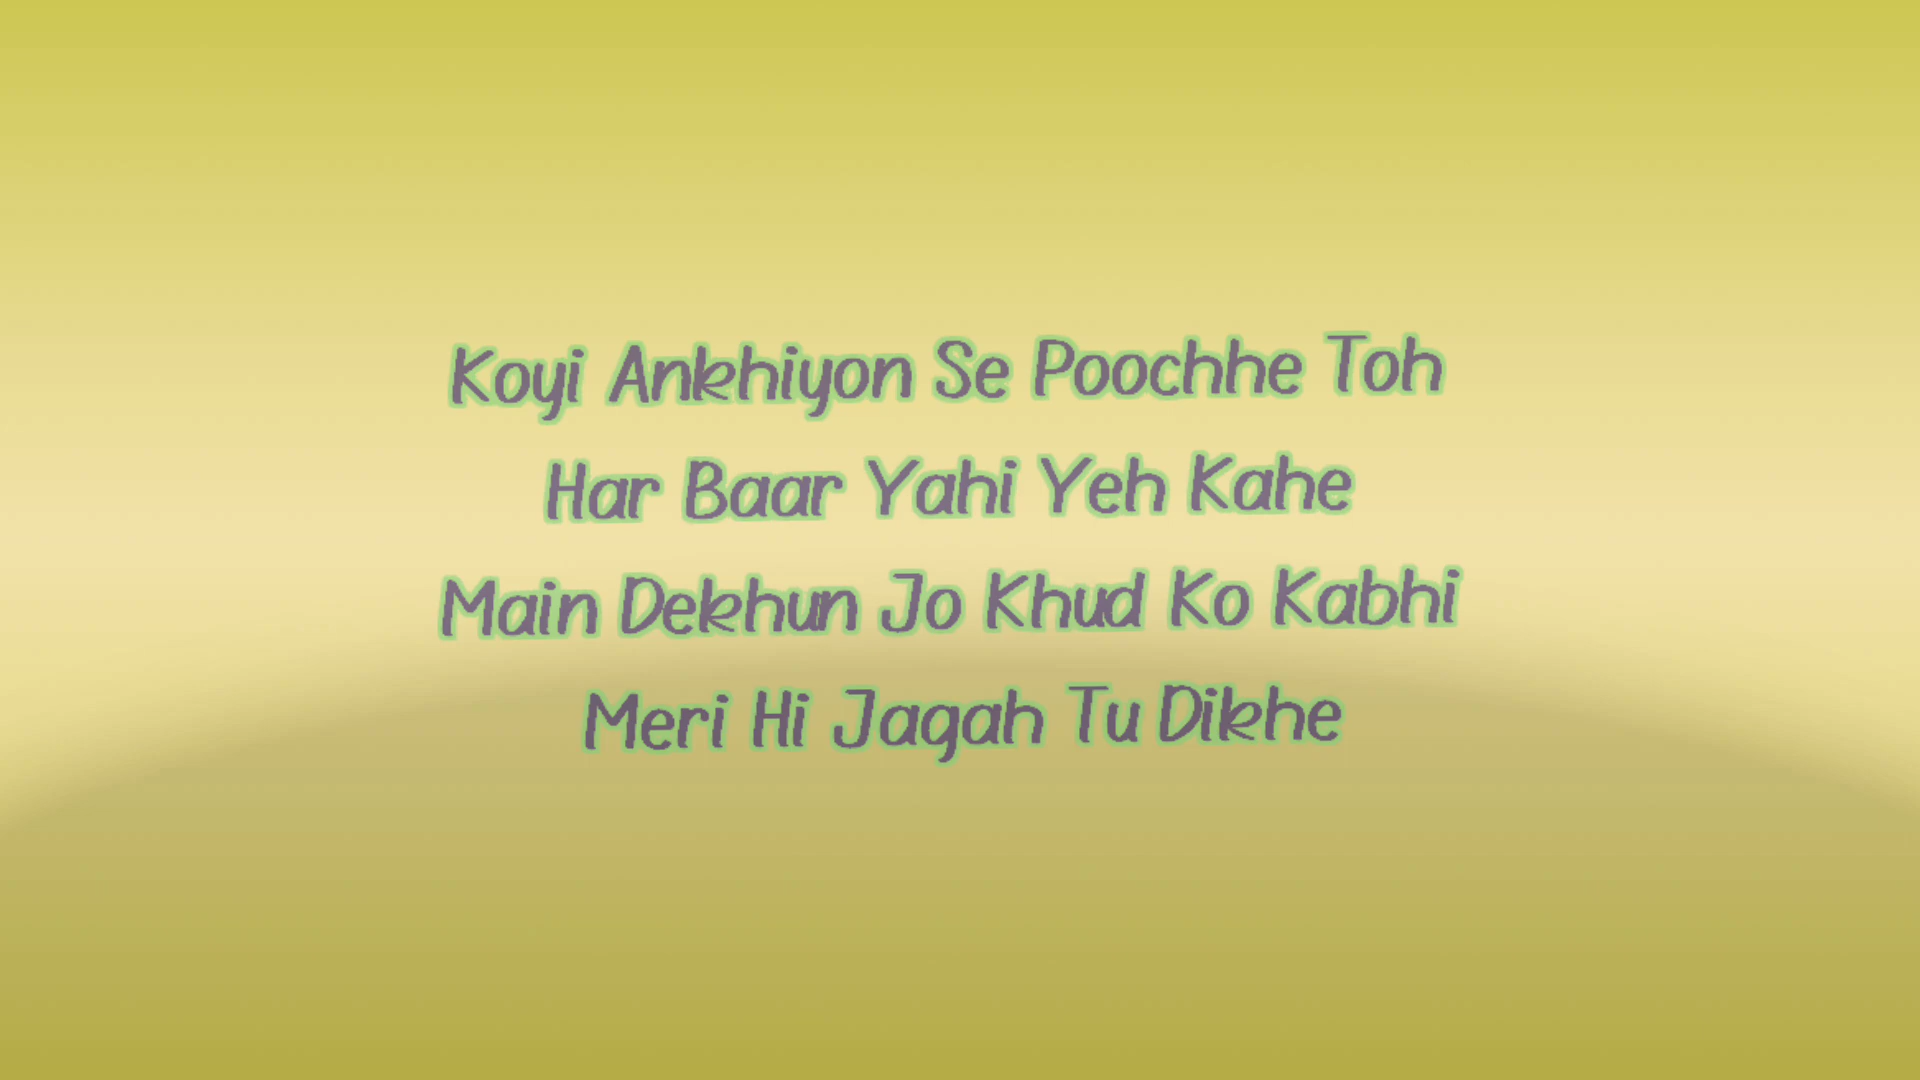 Koyi Ankhiyon Se Poochhe Toh
Har Baar Yahi Yeh Kahe
Main Dekhun Jo Khud Ko Kabhi
Meri Hi Jagah Tu Dikhe